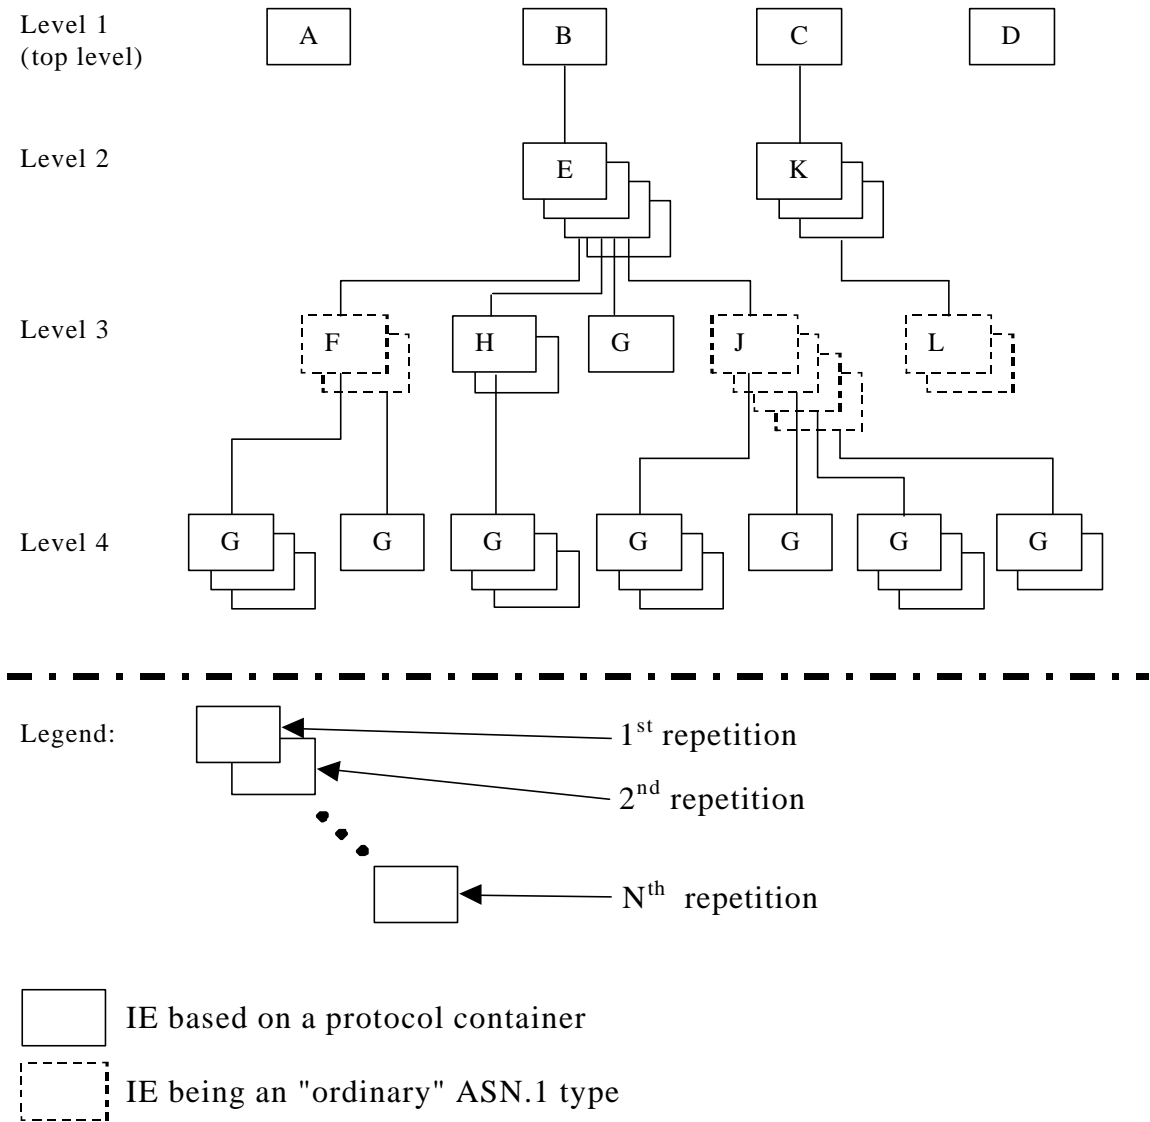 Level 1
(top level)
A B C D
Level 2
E K
Level 3
F H G J L
Level 4
G G G G G G G
Legend:
1st repetition
2nd repetition
Nth repetition
IE based on a protocol container
IE being an "ordinary" ASN.1 type